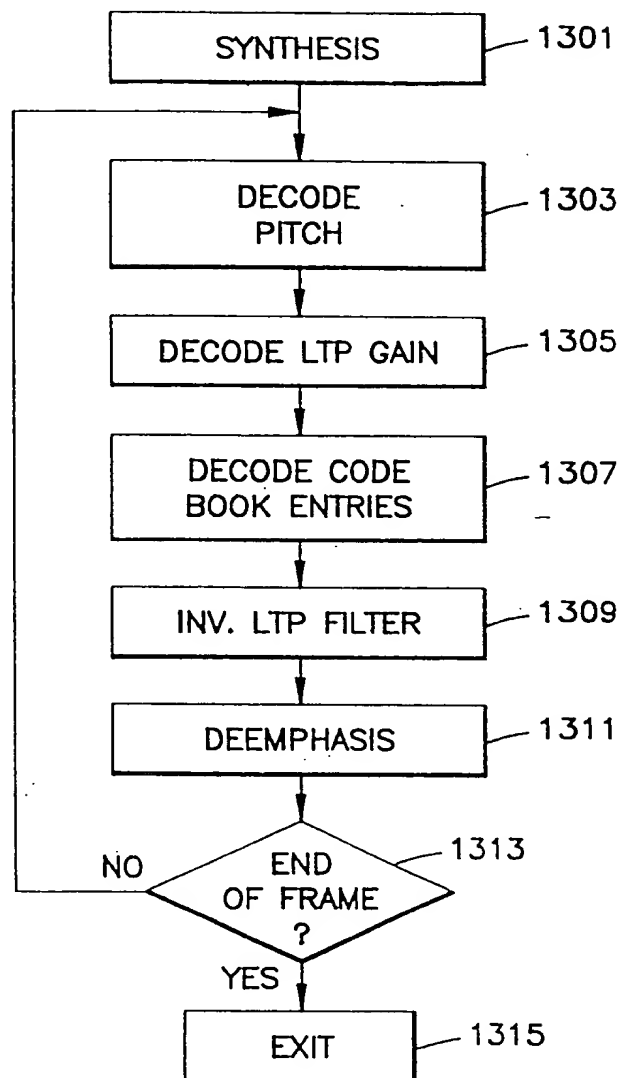 SYNTHESIS
1301
DECODE
PITCH
1303
DECODE LTP GAIN
1305
DECODE CODE
BOOK ENTRIES
1307
INV. LTP FILTER
1309
DEEMPHASIS
1311
END
OF FRAME
?
1313
NO
YES
EXIT
1315